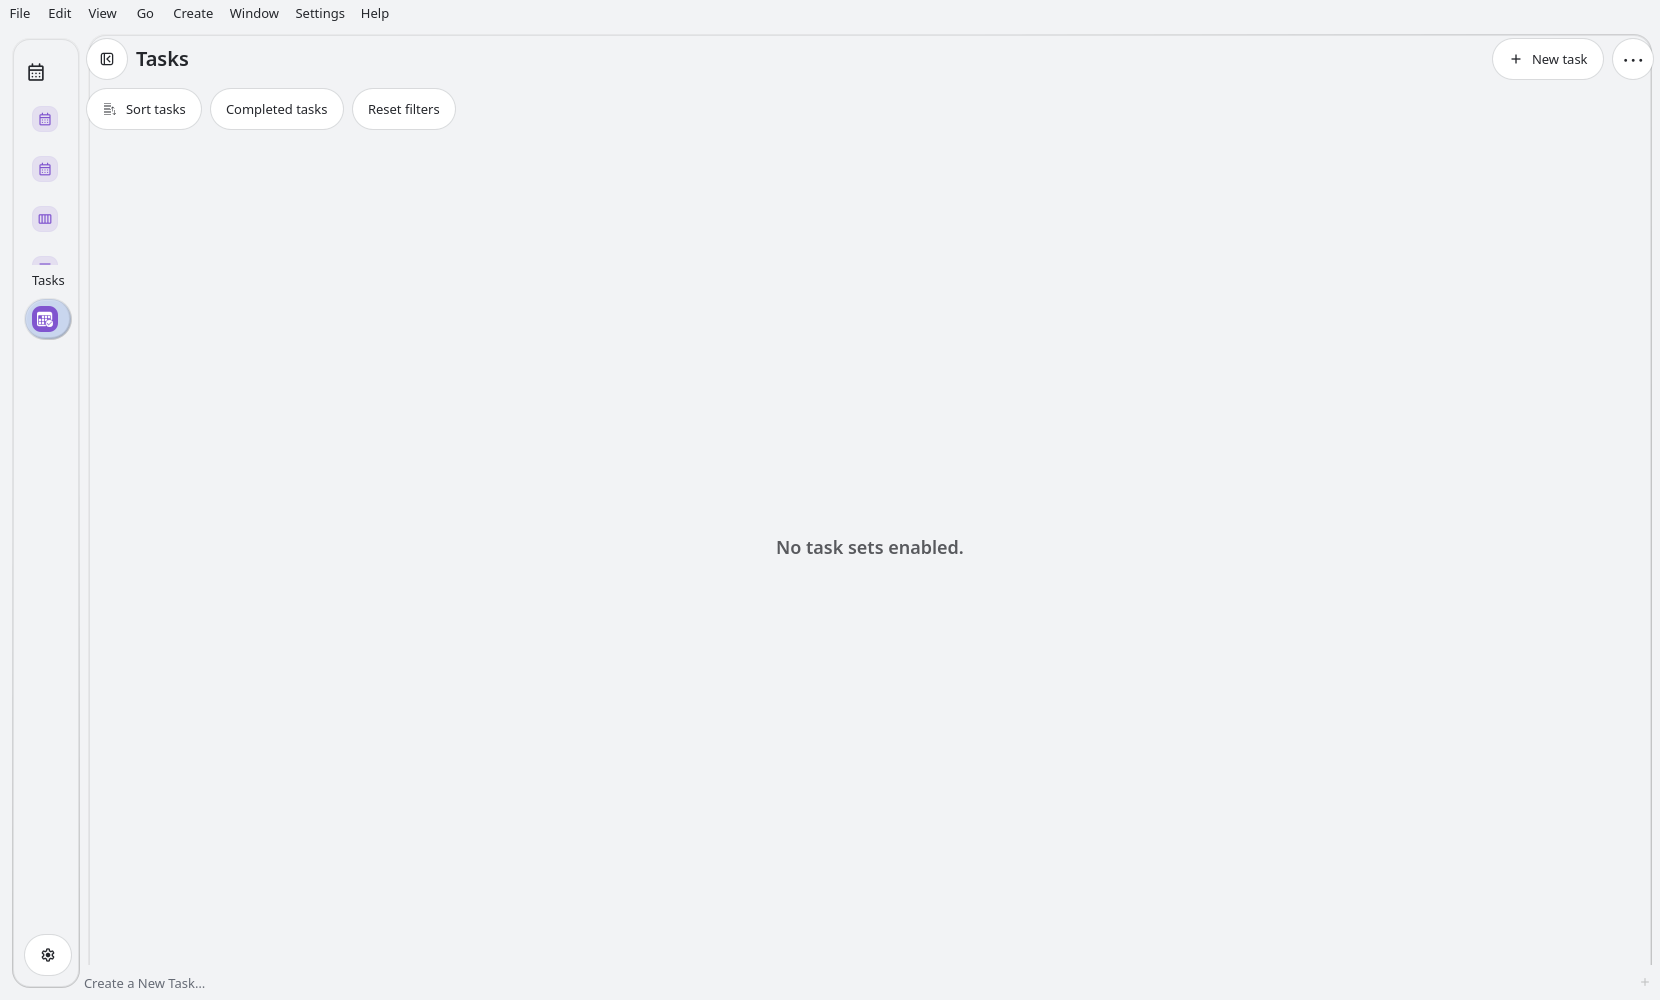 File Edit View Go Create Window Settings Help
Tasks
New task
Sort tasks Completed tasks Reset filters
Tasks
No task sets enabled.
Create a New Task...